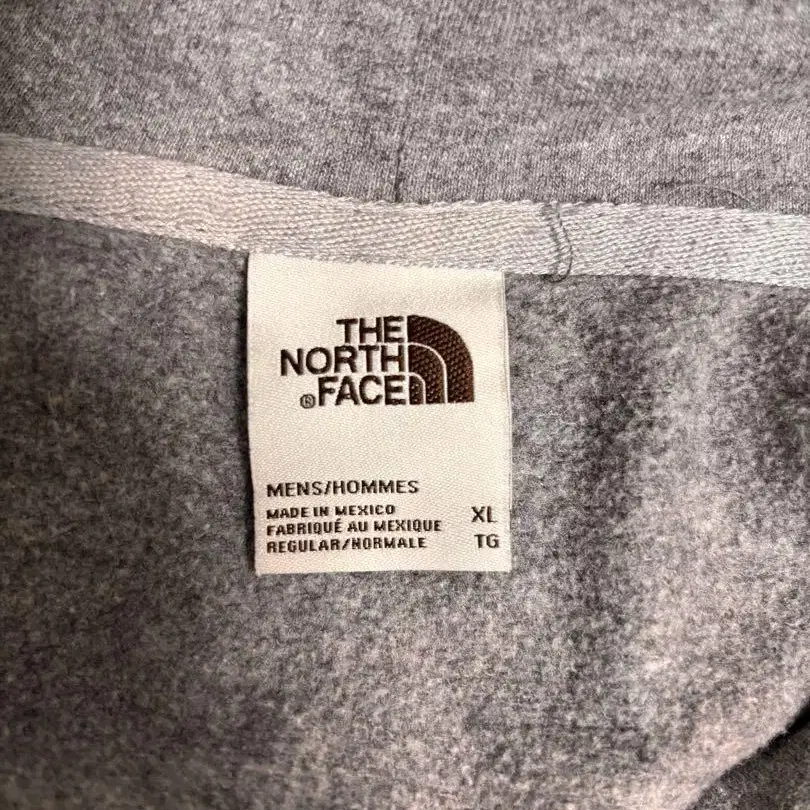 THE
NORTH
®FACE
MENS/HOMMES
MADE IN MEXICO
FABRIQUÉ AU MEXIQUE
REGULAR/NORMALE
XL
TG